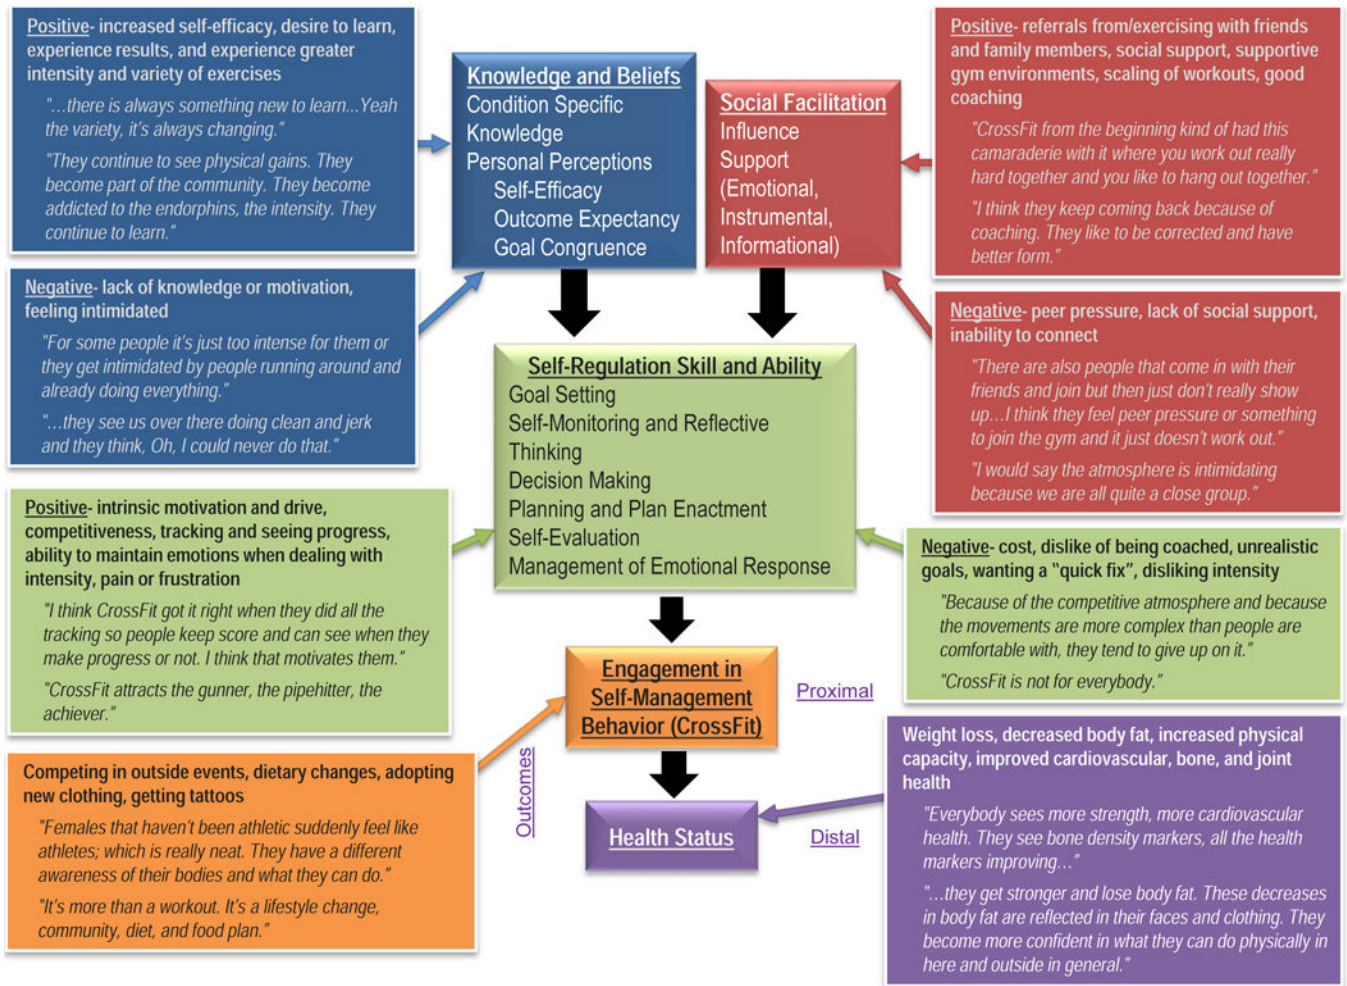 Positive- increased self-efficacy, desire to learn,
experience results, and experience greater
intensity and variety of exercises
"...there is always something new to learn...Yeah
the variety, it's always changing."
"They continue to see physical gains. They
become part of the community. They become
addicted to the endorphins, the intensity. They
continue to learn."
Negative- lack of knowledge or motivation,
feeling intimidated
"For some people it's just too intense for them or
they get intimidated by people running around and
already doing everything."
"...they see us over there doing clean and jerk
and they think, Oh, I could never do that."
Knowledge and Beliefs
Condition Specific
Knowledge
Personal Perceptions
Self-Efficacy
Outcome Expectancy
Goal Congruence
Social Facilitation
Influence
Support
(Emotional,
Instrumental,
Informational)
Positive- referrals from/exercising with friends
and family members, social support, supportive
gym environments, scaling of workouts, good
coaching
"CrossFit from the beginning kind of had this
camaraderie with it where you work out really
hard together and you like to hang out together."
"I think they keep coming back because of
coaching. They like to be corrected and have
better form."
Negative- peer pressure, lack of social support,
inability to connect
"There are also people that come in with their
friends and join but then just don't really show
up...I think they feel peer pressure or something
to join the gym and it just doesn't work out."
"I would say the atmosphere is intimidating
because we are all quite a close group."
Self-Regulation Skill and Ability
Goal Setting
Self-Monitoring and Reflective
Thinking
Decision Making
Planning and Plan Enactment
Self-Evaluation
Management of Emotional Response
Positive- intrinsic motivation and drive,
competitiveness, tracking and seeing progress,
ability to maintain emotions when dealing with
intensity, pain or frustration
"I think CrossFit got it right when they did all the
tracking so people keep score and can see when they
make progress or not. I think that motivates them."
"CrossFit attracts the gunner, the pipehitter, the
achiever."
Negative- cost, dislike of being coached, unrealistic
goals, wanting a "quick fix", disliking intensity
"Because of the competitive atmosphere and because
the movements are more complex than people are
comfortable with, they tend to give up on it."
"CrossFit is not for everybody."
Engagement in
Self-Management
Behavior (CrossFit)
Proximal
Outcomes
Health Status
Distal
Competing in outside events, dietary changes, adopting
new clothing, getting tattoos
"Females that haven't been athletic suddenly feel like
athletes; which is really neat. They have a different
awareness of their bodies and what they can do."
"It's more than a workout. It's a lifestyle change,
community, diet, and food plan."
Weight loss, decreased body fat, increased physical
capacity, improved cardiovascular, bone, and joint
health
"Everybody sees more strength, more cardiovascular
health. They see bone density markers, all the health
markers improving..."
"...they get stronger and lose body fat. These decreases
in body fat are reflected in their faces and clothing. They
become more confident in what they can do physically in
here and outside in general."